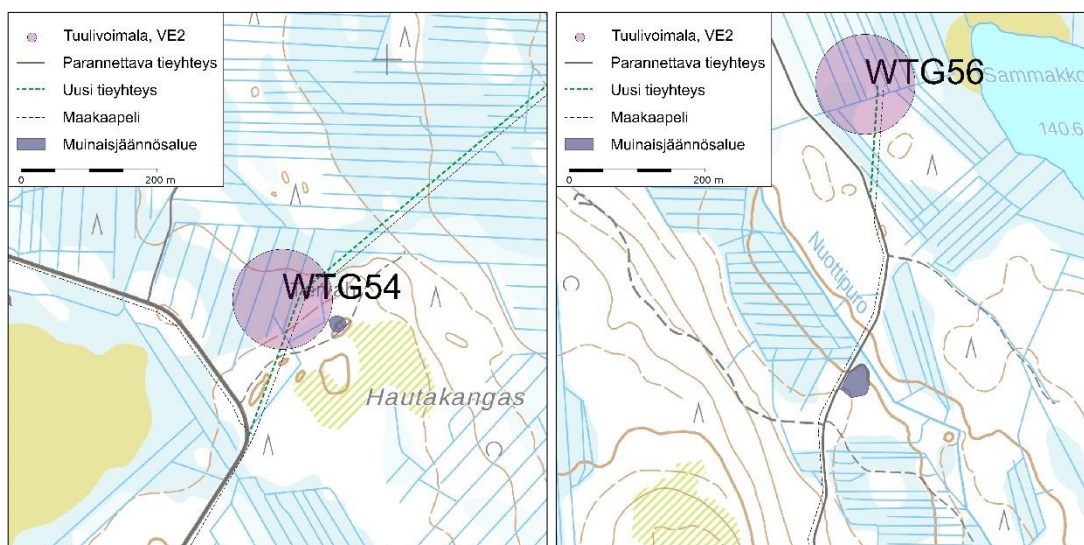 Tuulivoimala, VE2
Parannettava tieyhteys
Uusi tieyhteys
Maakaapeli
Muinaisjäännösalue
200 m
WTG54
Hautakangas
Tuulivoimala, VE2
Parannettava tieyhteys
Uusi tieyhteys
Maakaapeli
Muinaisjäännösalue
0
200 m
WTG56
Sammakko
140.6
Nuottipuro